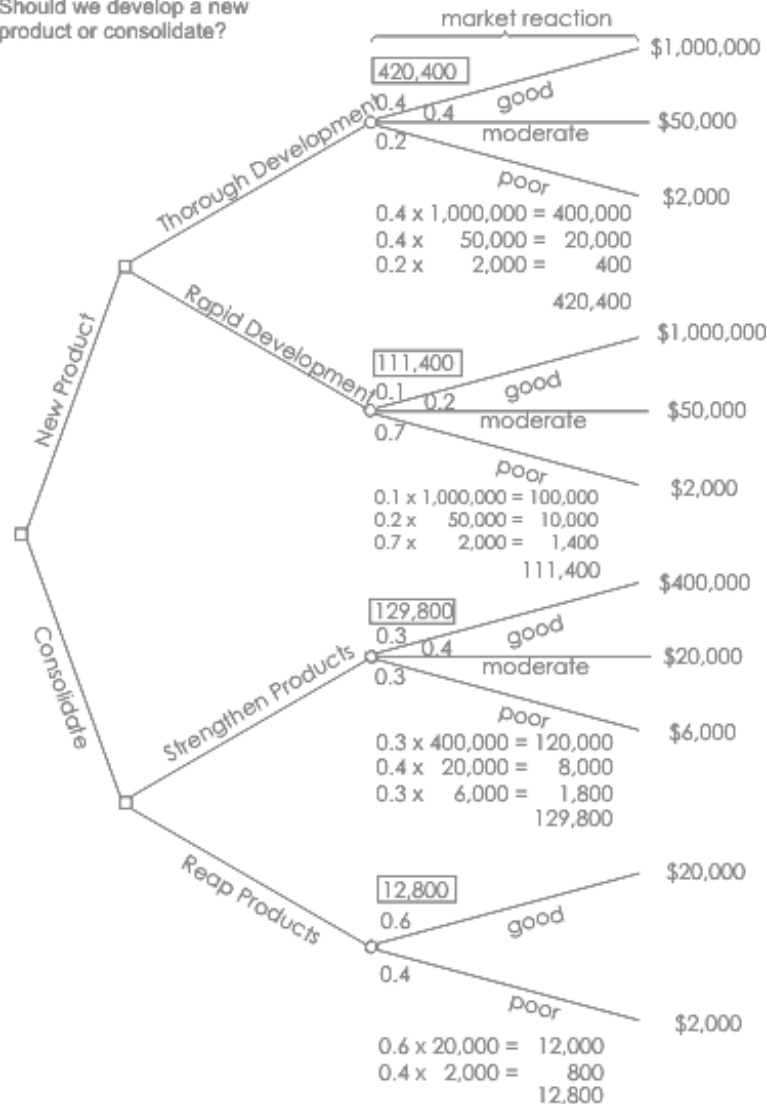 Should we develop a new
product or consolidate?
market reaction
$1,000,000
420,400
0.4
0.4
good
Thorough Development
$50,000
moderate
0.2
poor
$2,000
0.4 x 1,000,000 = 400,000
0.4 x 50,000 = 20,000
0.2 x 2,000 = 400
420,400
New Product
Rapid Development
$1,000,000
111,400
0.1
0.2
good
$50,000
moderate
0.7
poor
$2,000
0.1 x 1,000,000 = 100,000
0.2 x 50,000 = 10,000
0.7 x 2,000 = 1,400
111,400
Consolidate
Strengthen Products
$400,000
129,800
0.3
0.4
good
$20,000
moderate
0.3
poor
$6,000
0.3 x 400,000 = 120,000
0.4 x 20,000 = 8,000
0.3 x 6,000 = 1,800
129,800
Reap Products
$20,000
12,800
0.6
good
0.4
poor
$2,000
0.6 x 20,000 = 12,000
0.4 x 2,000 = 800
12,800